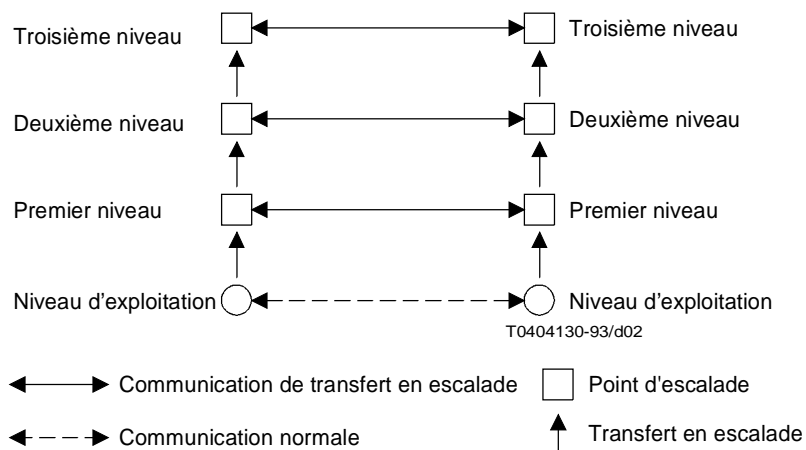 Troisième niveau Troisième niveau
Deuxième niveau Deuxième niveau
Premier niveau Premier niveau
Niveau d'exploitation Niveau d'exploitation
T0404130-93/d02
Communication de transfert en escalade Point d'escalade
Communication normale Transfert en escalade